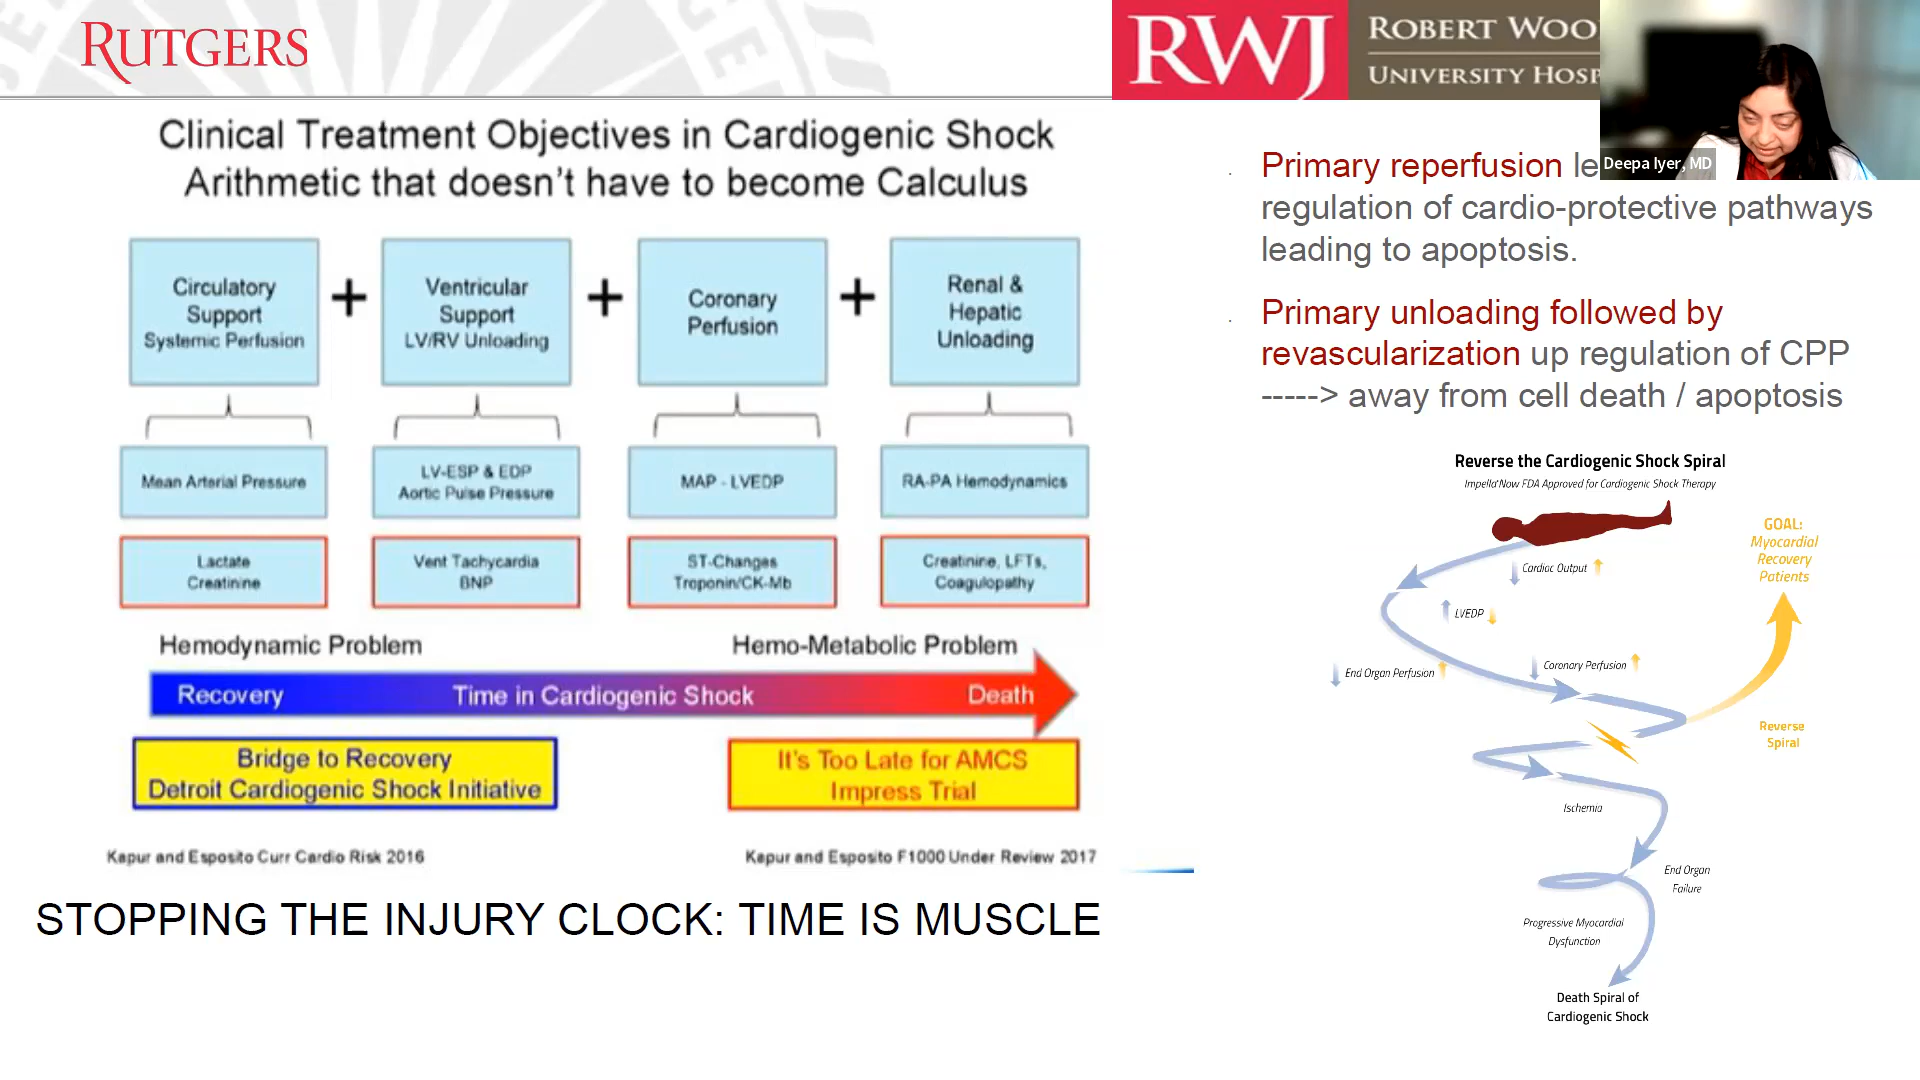 RUTGERS
RWJ
ROBERT WOO
UNIVERSITY HOSP
Deepa Iyer, MD
Clinical Treatment Objectives in Cardiogenic Shock
Arithmetic that doesn't have to become Calculus
Circulatory
Support
Systemic Perfusion
+
Ventricular
Support
LV/RV Unloading
+
Coronary
Perfusion
+
Renal &
Hepatic
Unloading
Mean Arterial Pressure
LV-ESP & EDP
Aortic Pulse Pressure
MAP - LVEDP
RA-PA Hemodynamics
Lactate
Creatinine
Vent Tachycardia
BNP
ST-Changes
Troponin/CK-Mb
Creatinine, LFTs,
Coagulopathy
Hemodynamic Problem
Hemo-Metabolic Problem
Recovery
Time in Cardiogenic Shock
Death
Bridge to Recovery
Detroit Cardiogenic Shock Initiative
It's Too Late for AMCS
Impress Trial
Kapur and Esposito Curr Cardio Risk 2016
Kapur and Esposito F1000 Under Review 2017
STOPPING THE INJURY CLOCK: TIME IS MUSCLE
Primary reperfusion le
regulation of cardio-protective pathways
leading to apoptosis.
Primary unloading followed by
revascularization up regulation of CPP
-----> away from cell death / apoptosis
Reverse the Cardiogenic Shock Spiral
Impella® Now FDA Approved for Cardiogenic Shock Therapy
GOAL:
Myocardial
Recovery
Patients
Cardiac Output
LVEDP
End Organ Perfusion
Coronary Perfusion
Reverse
Spiral
Ischemia
End Organ
Failure
Progressive Myocardial
Dysfunction
Death Spiral of
Cardiogenic Shock